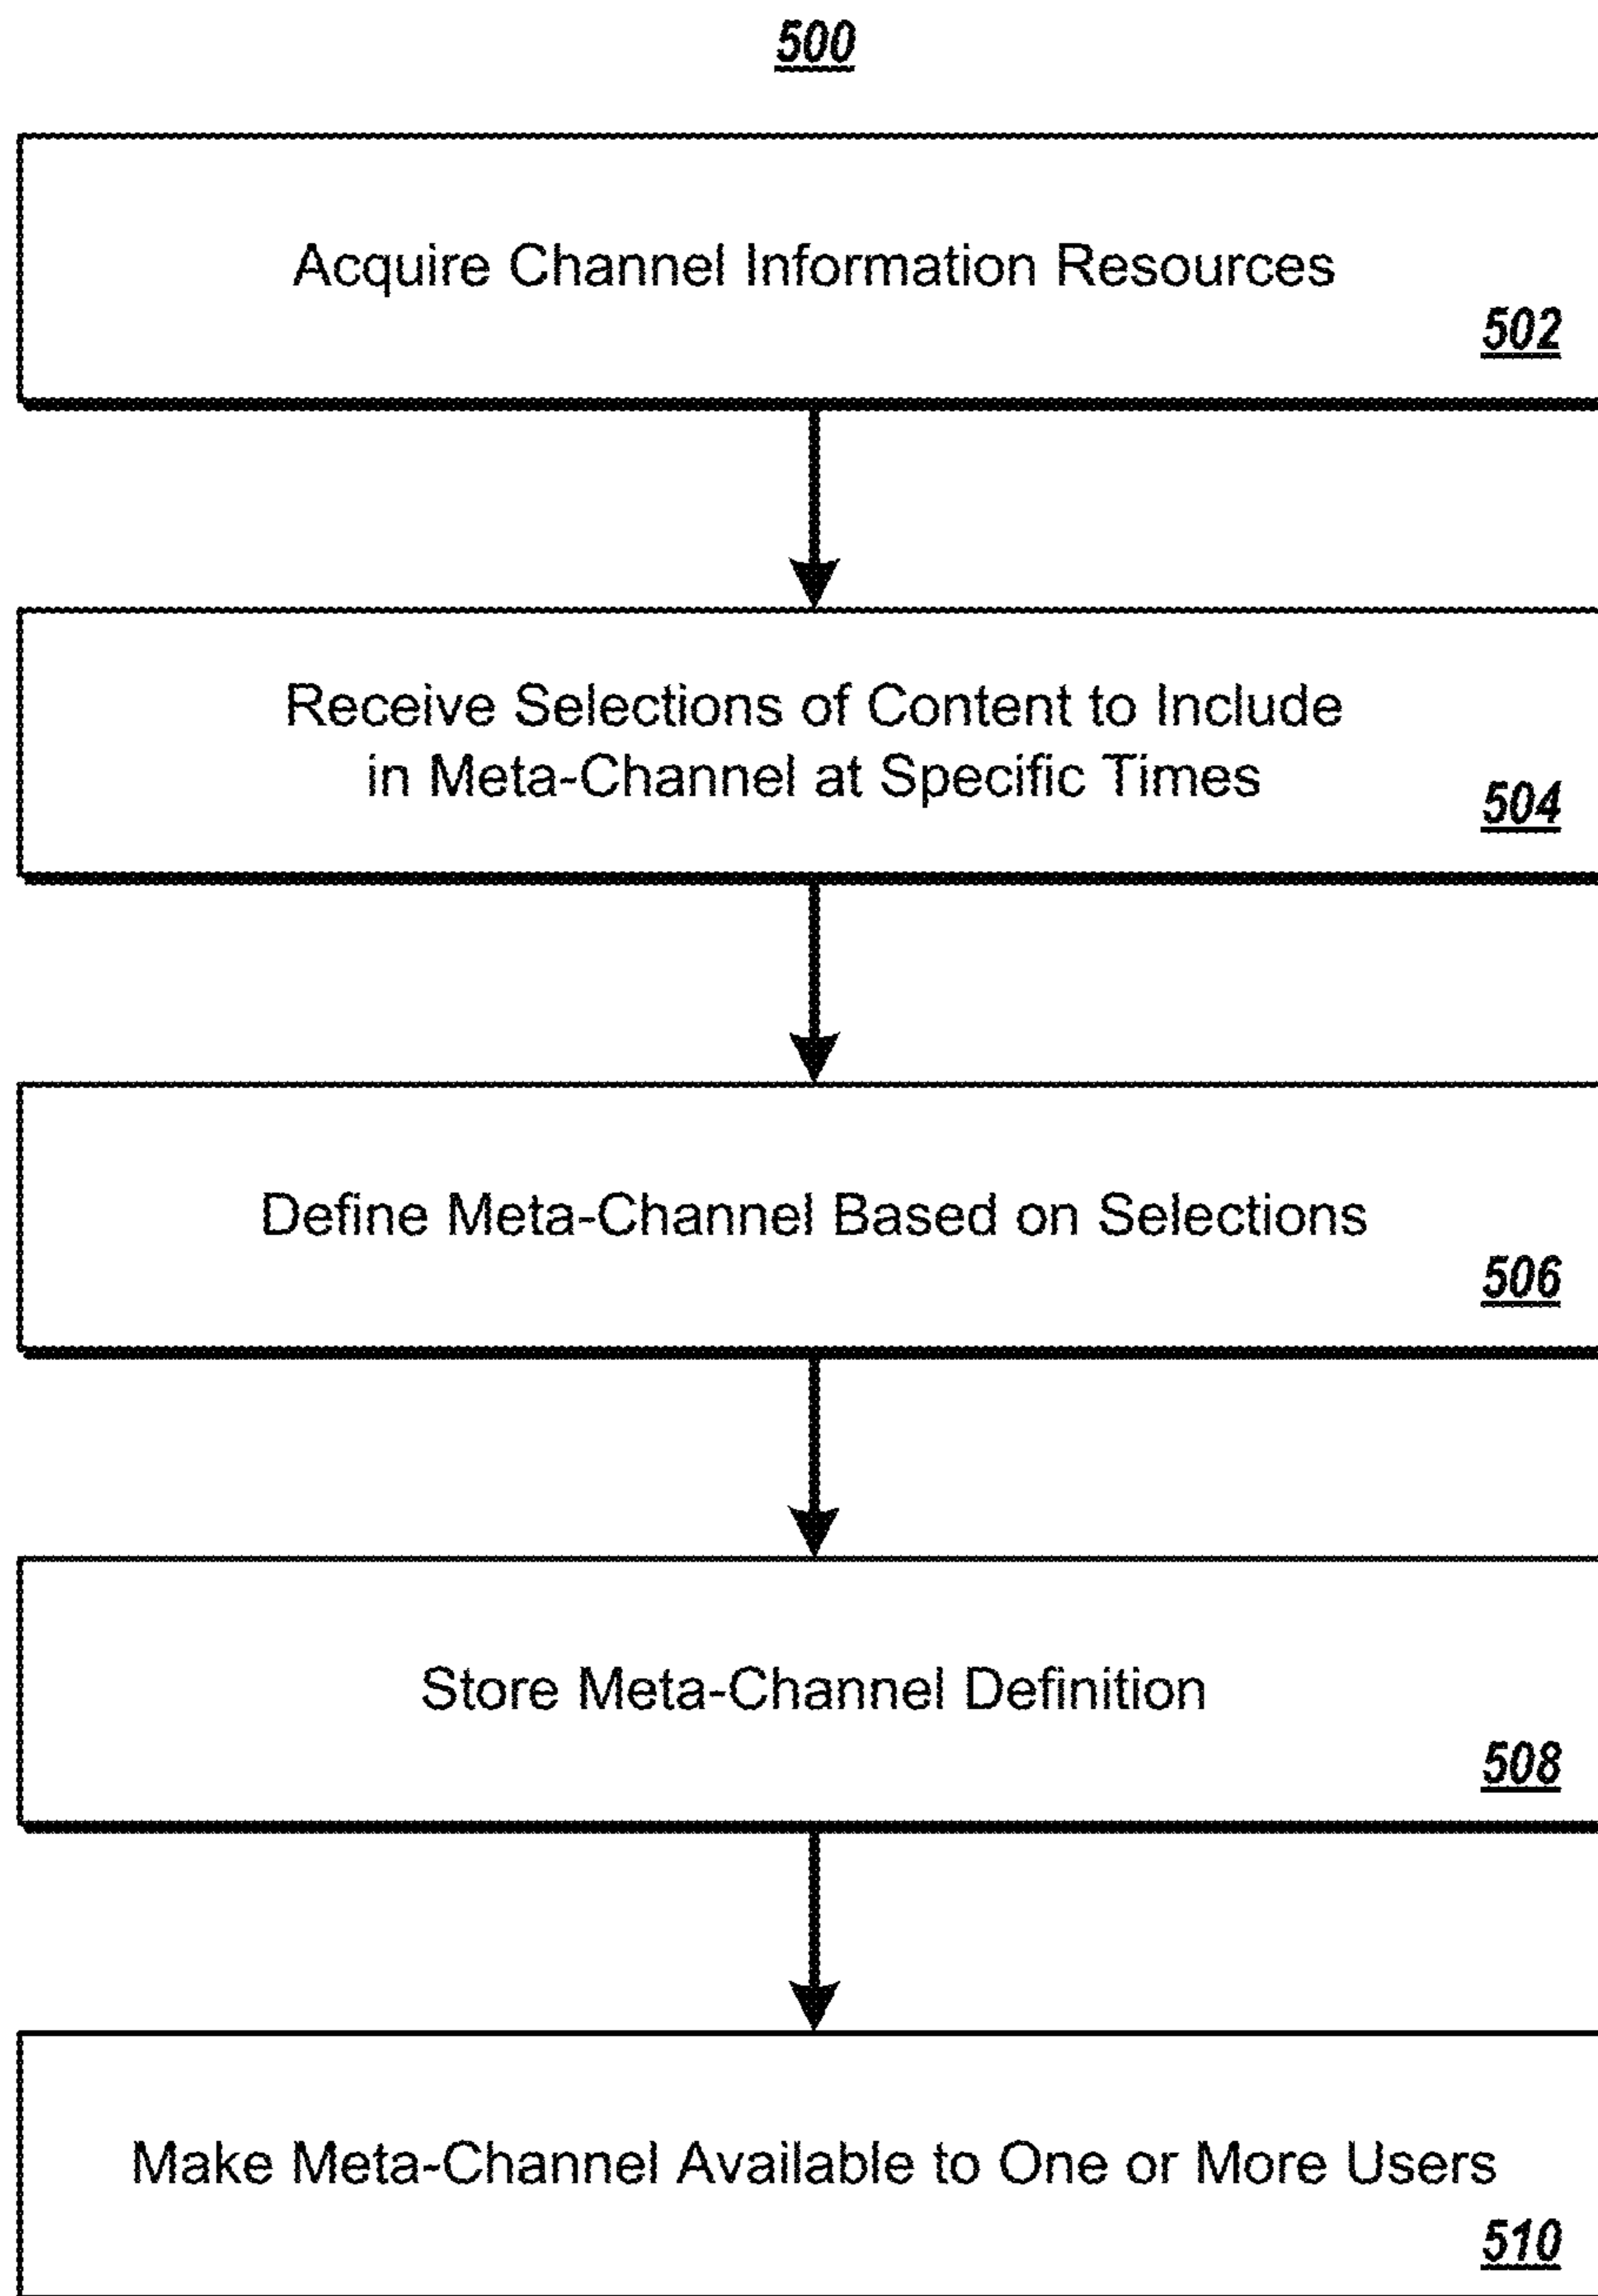 500
Acquire Channel Information Resources
502
Receive Selections of Content to Include
in Meta-Channel at Specific Times
504
Define Meta-Channel Based on Selections
506
Store Meta-Channel Definition
508
Make Meta-Channel Available to One or More Users
510